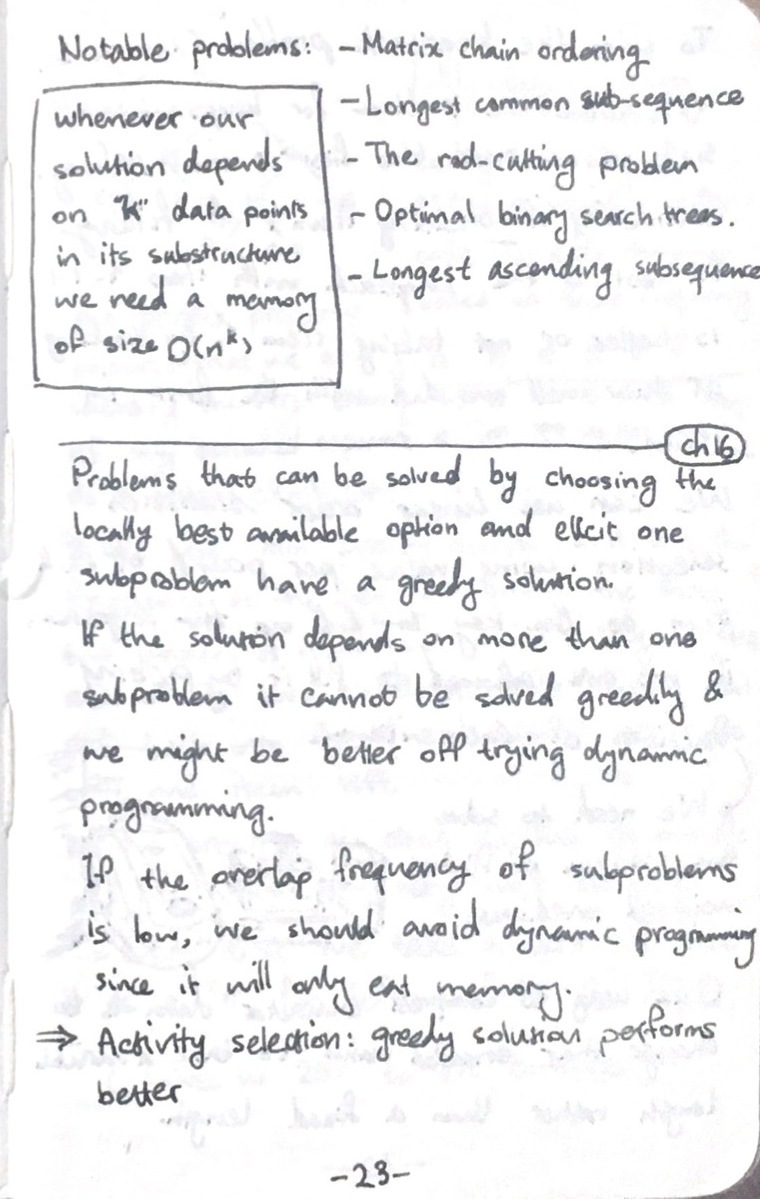 Notable problems: - Matrix chain ordering
- Longest common sub-sequence
- The rod-cutting problem
- Optimal binary search trees.
- Longest ascending subsequence
whenever our
solution depends
on "k" data points
in its substructure
we need a memory
of size O(n^k)
ch16
Problems that can be solved by choosing the
locally best available option and elicit one
subproblem have a greedy solution.
If the solution depends on more than one
subproblem it cannot be solved greedily &
we might be better off trying dynamic
programming.
If the overlap frequency of subproblems
is low, we should avoid dynamic programming
since it will only eat memory.
⇒ Activity selection: greedy solution performs
better
-23-